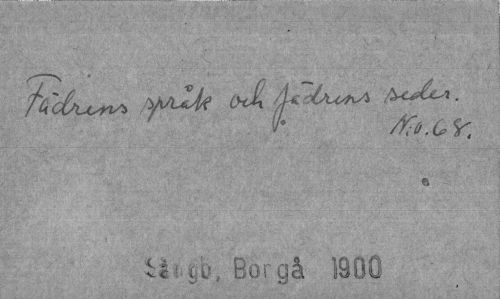 Fädrens språk och fädrens seder.
N:o. 68.
Sångb, Borgå 1900